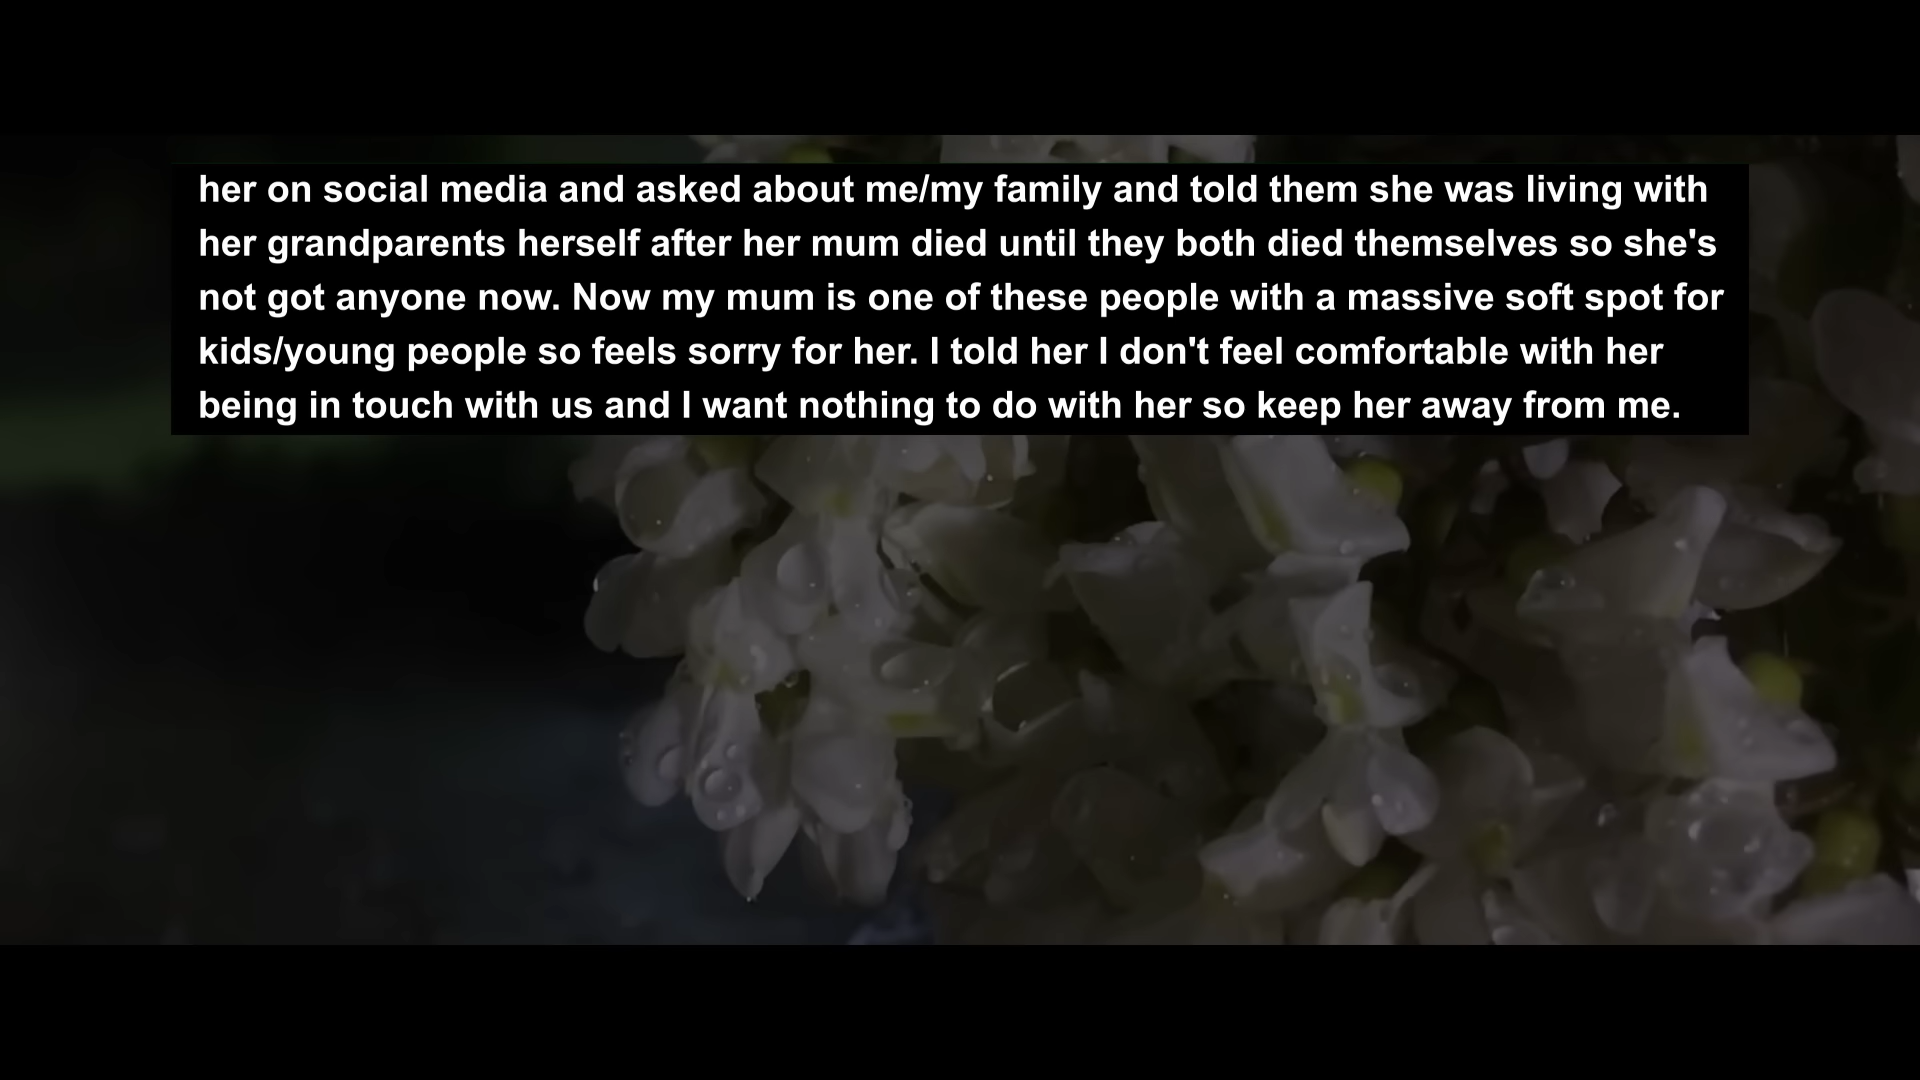 her on social media and asked about me/my family and told them she was living with
her grandparents herself after her mum died until they both died themselves so she's
not got anyone now. Now my mum is one of these people with a massive soft spot for
kids/young people so feels sorry for her. I told her I don't feel comfortable with her
being in touch with us and I want nothing to do with her so keep her away from me.